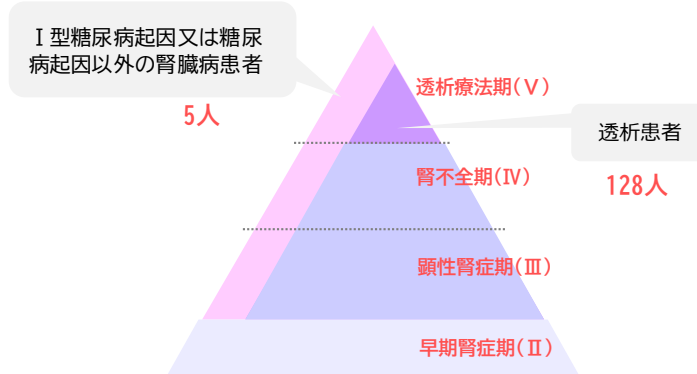 Ⅰ型糖尿病起因又は糖尿
病起因以外の腎臓病患者
5人
透析療法期(Ⅴ)
透析患者
128人
腎不全期(Ⅳ)
顕性腎症期(Ⅲ)
早期腎症期(Ⅱ)